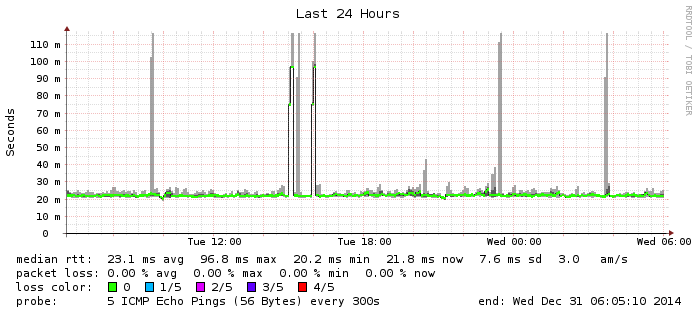 Last 24 Hours
RRDTOOL / TOBI OETIKER
Seconds
110 m
100 m
90 m
80 m
70 m
60 m
50 m
40 m
30 m
20 m
10 m
0
Tue 12:00 Tue 18:00 Wed 00:00 Wed 06:00
median rtt: 23.1 ms avg 96.8 ms max 20.2 ms min 21.8 ms now 7.6 ms sd 3.0 am/s
packet loss: 0.00 % avg 0.00 % max 0.00 % min 0.00 % now
loss color: 0 1/5 2/5 3/5 4/5
probe: 5 ICMP Echo Pings (56 Bytes) every 300s end: Wed Dec 31 06:05:10 2014